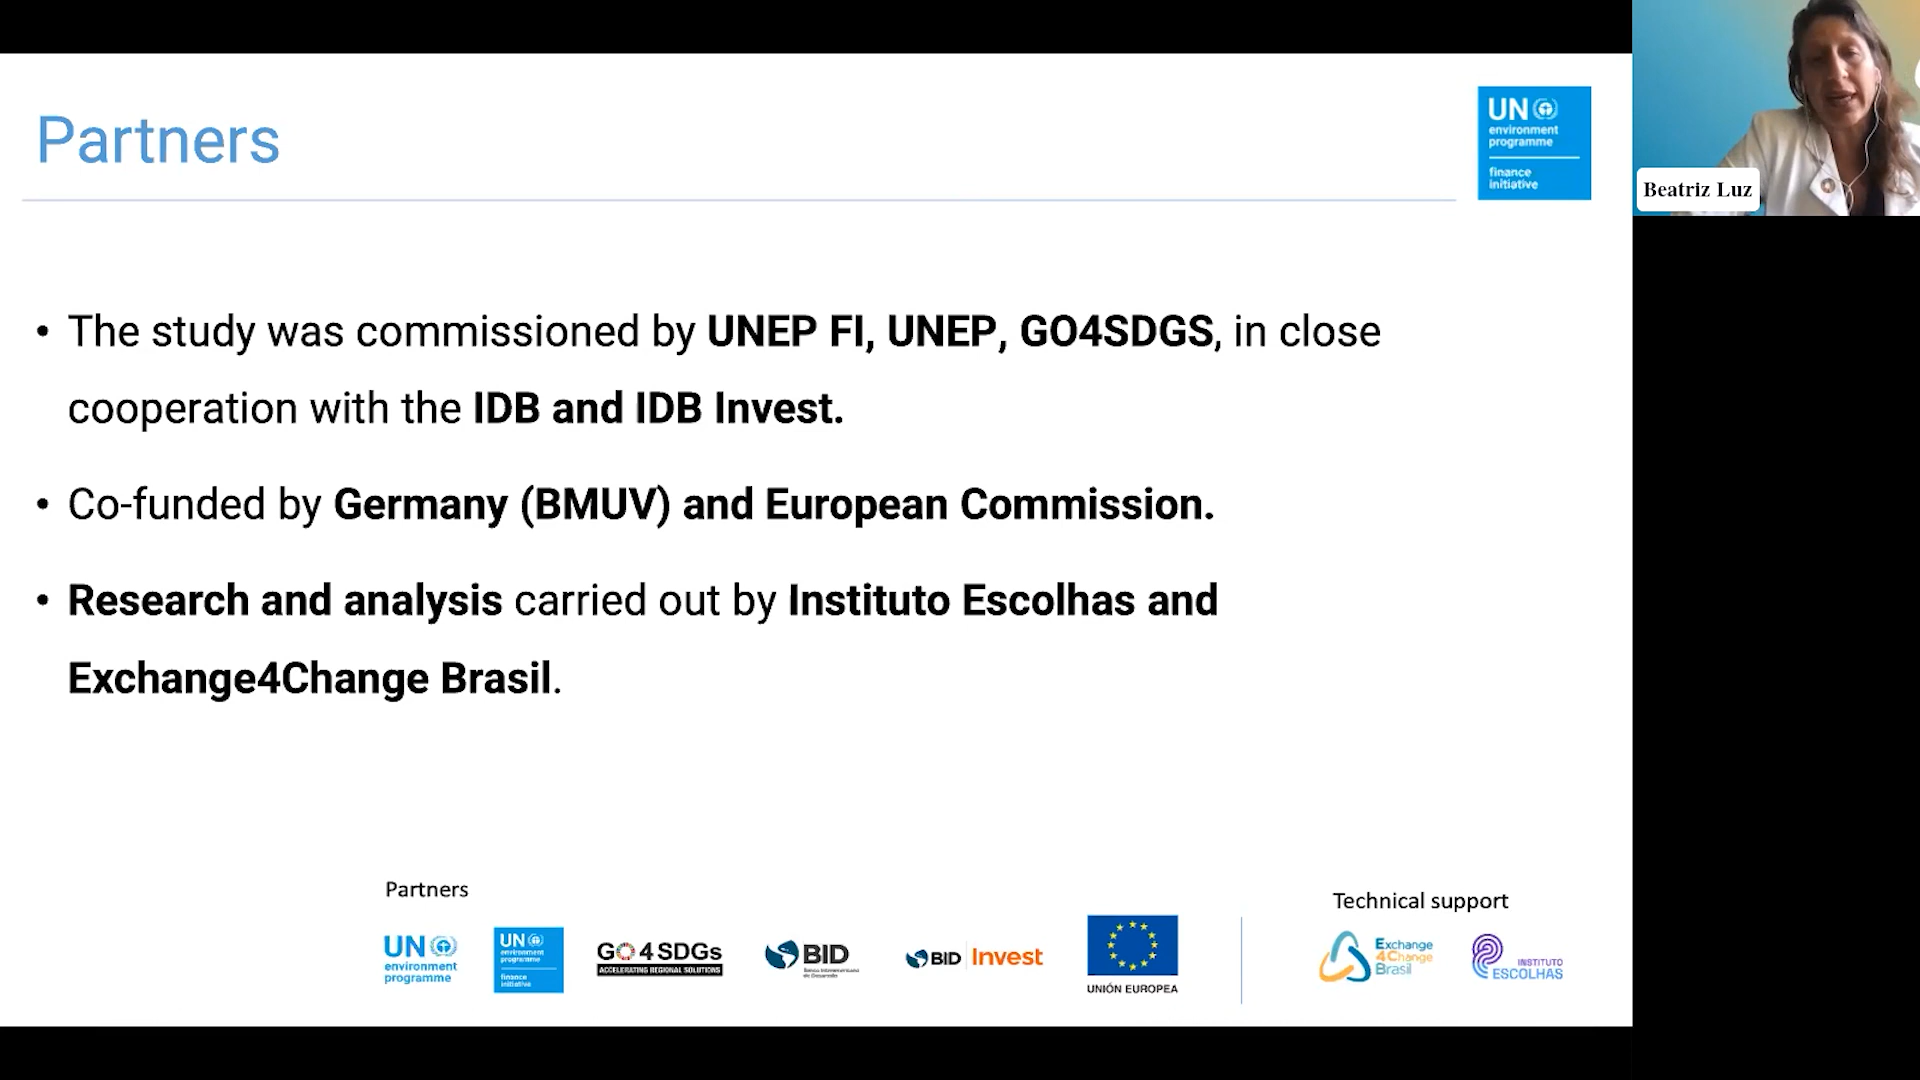 Partners
UN
environment
programme
finance
initiative
Beatriz Luz
• The study was commissioned by UNEP FI, UNEP, GO4SDGS, in close
cooperation with the IDB and IDB Invest.
• Co-funded by Germany (BMUV) and European Commission.
• Research and analysis carried out by Instituto Escolhas and
Exchange4Change Brasil.
Partners
UN
environment
programme
UN
environment
programme
finance
initiative
GO4SDGs
ACCELERATING REGIONAL SOLUTIONS
BID
Banco Interamericano
de Desarrollo
BID Invest
UNIÓN EUROPEA
Technical support
Exchange
4Change
Brasil
INSTITUTO
ESCOLHAS